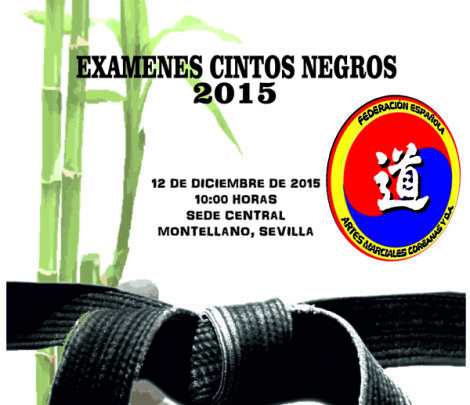 EXAMENES CINTOS NEGROS
2015
12 DE DICIEMBRE DE 2015
10:00 HORAS
SEDE CENTRAL
MONTELLANO, SEVILLA
FEDERACIÓN ESPAÑOLA
道
ARTES MARCIALES COREANAS Y D.A.